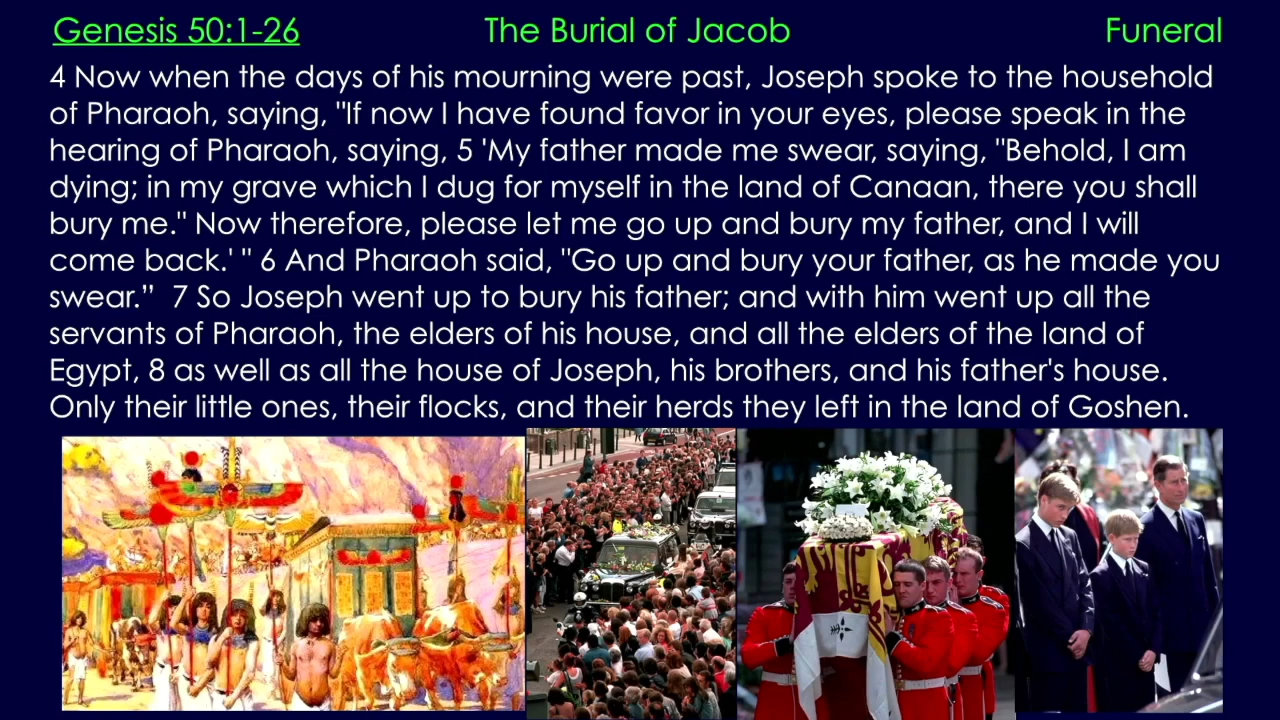 Genesis 50:1-26 The Burial of Jacob Funeral
4 Now when the days of his mourning were past, Joseph spoke to the household
of Pharaoh, saying, "If now I have found favor in your eyes, please speak in the
hearing of Pharaoh, saying, 5 'My father made me swear, saying, "Behold, I am
dying; in my grave which I dug for myself in the land of Canaan, there you shall
bury me." Now therefore, please let me go up and bury my father, and I will
come back.' " 6 And Pharaoh said, "Go up and bury your father, as he made you
swear.”  7 So Joseph went up to bury his father; and with him went up all the
servants of Pharaoh, the elders of his house, and all the elders of the land of
Egypt, 8 as well as all the house of Joseph, his brothers, and his father's house.
Only their little ones, their flocks, and their herds they left in the land of Goshen.